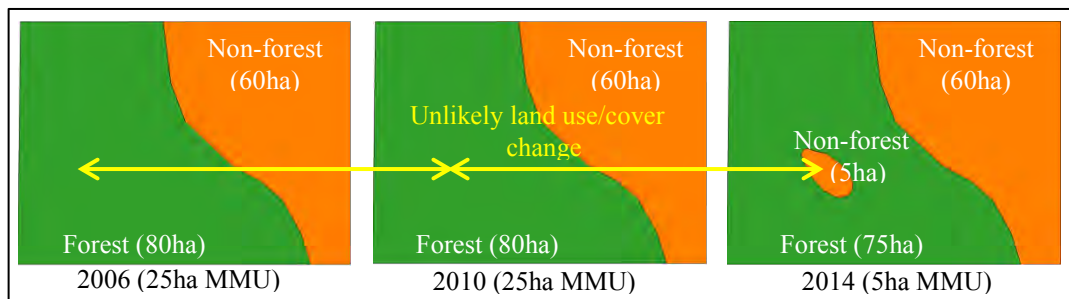 Non-forest
(60ha)
Forest (80ha)
2006 (25ha MMU)
Non-forest
(60ha)
Unlikely land use/cover
change
Forest (80ha)
2010 (25ha MMU)
Non-forest
(60ha)
Non-forest
(5ha)
Forest (75ha)
2014 (5ha MMU)